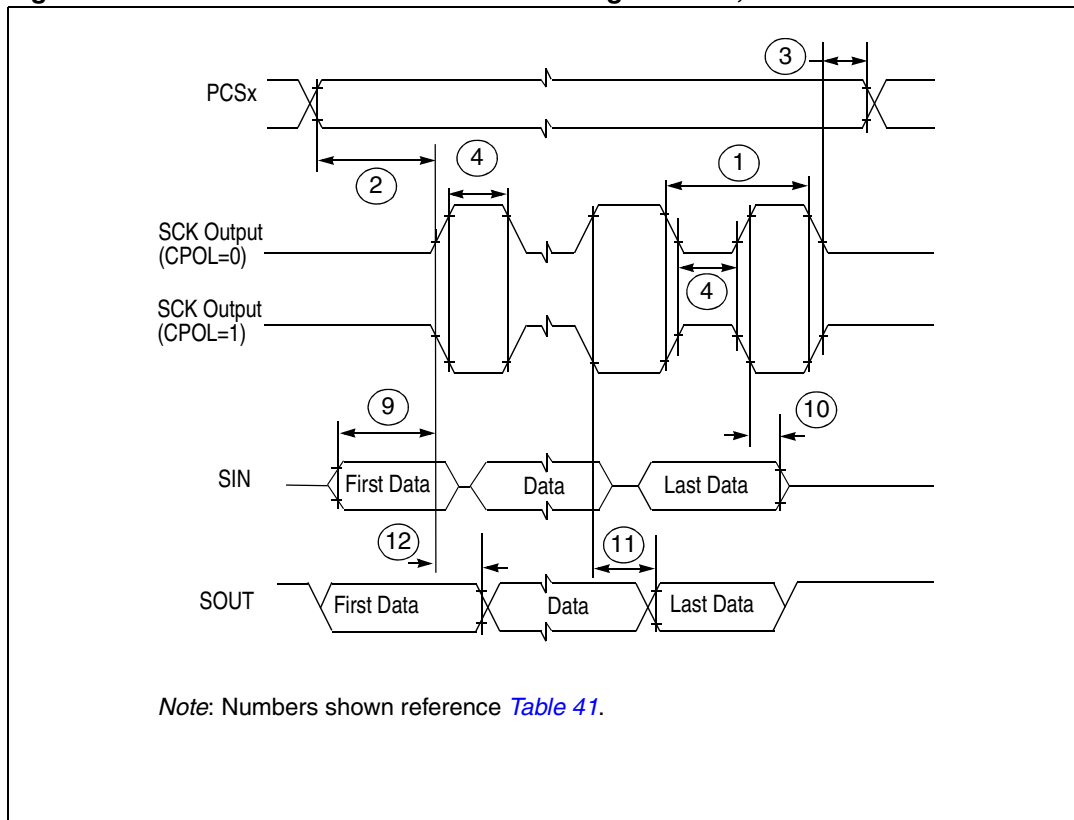 3
PCSx
2
4
1
SCK Output
(CPOL=0)
4
SCK Output
(CPOL=1)
9
10
SIN
First Data
Data
Last Data
12
11
SOUT
First Data
Data
Last Data
Note: Numbers shown reference Table 41.